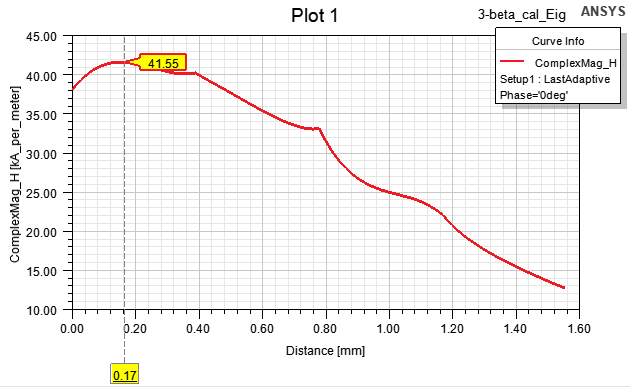 Plot 1
3-beta_cal_Eig
ANSYS
Curve Info
ComplexMag_H
Setup1 : LastAdaptive
Phase='0deg'
ComplexMag_H [kA_per_meter]
45.00
40.00
35.00
30.00
25.00
20.00
15.00
10.00
41.55
0.00 0.20 0.40 0.60 0.80 1.00 1.20 1.40 1.60
Distance [mm]
0.17